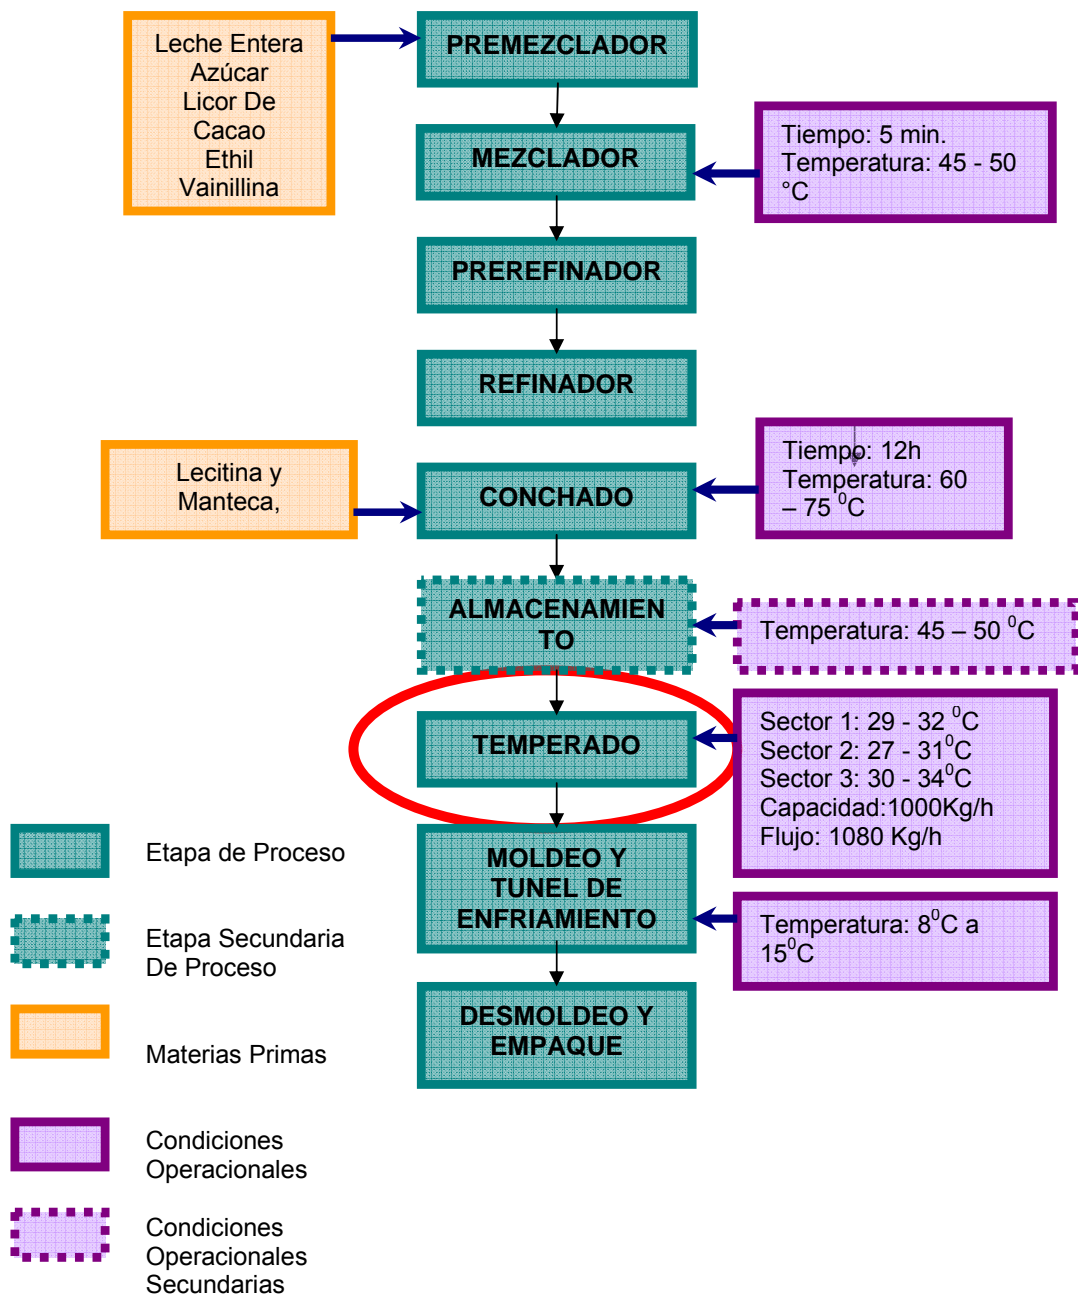 Leche Entera
Azúcar
Licor De
Cacao
Ethil
Vainillina
PREMEZCLADOR
MEZCLADOR
Tiempo: 5 min.
Temperatura: 45 - 50
°C
PREREFINADOR
REFINADOR
Lecitina y
Manteca,
CONCHADO
Tiempo: 12h
Temperatura: 60
– 75 ⁰C
ALMACENAMIEN
TO
Temperatura: 45 – 50 ⁰C
TEMPERADO
Sector 1: 29 - 32 ⁰C
Sector 2: 27 - 31⁰C
Sector 3: 30 - 34⁰C
Capacidad:1000Kg/h
Flujo: 1080 Kg/h
MOLDEO Y
TUNEL DE
ENFRIAMIENTO
Temperatura: 8⁰C a
15⁰C
DESMOLDEO Y
EMPAQUE
Etapa de Proceso
Etapa Secundaria
De Proceso
Materias Primas
Condiciones
Operacionales
Condiciones
Operacionales
Secundarias